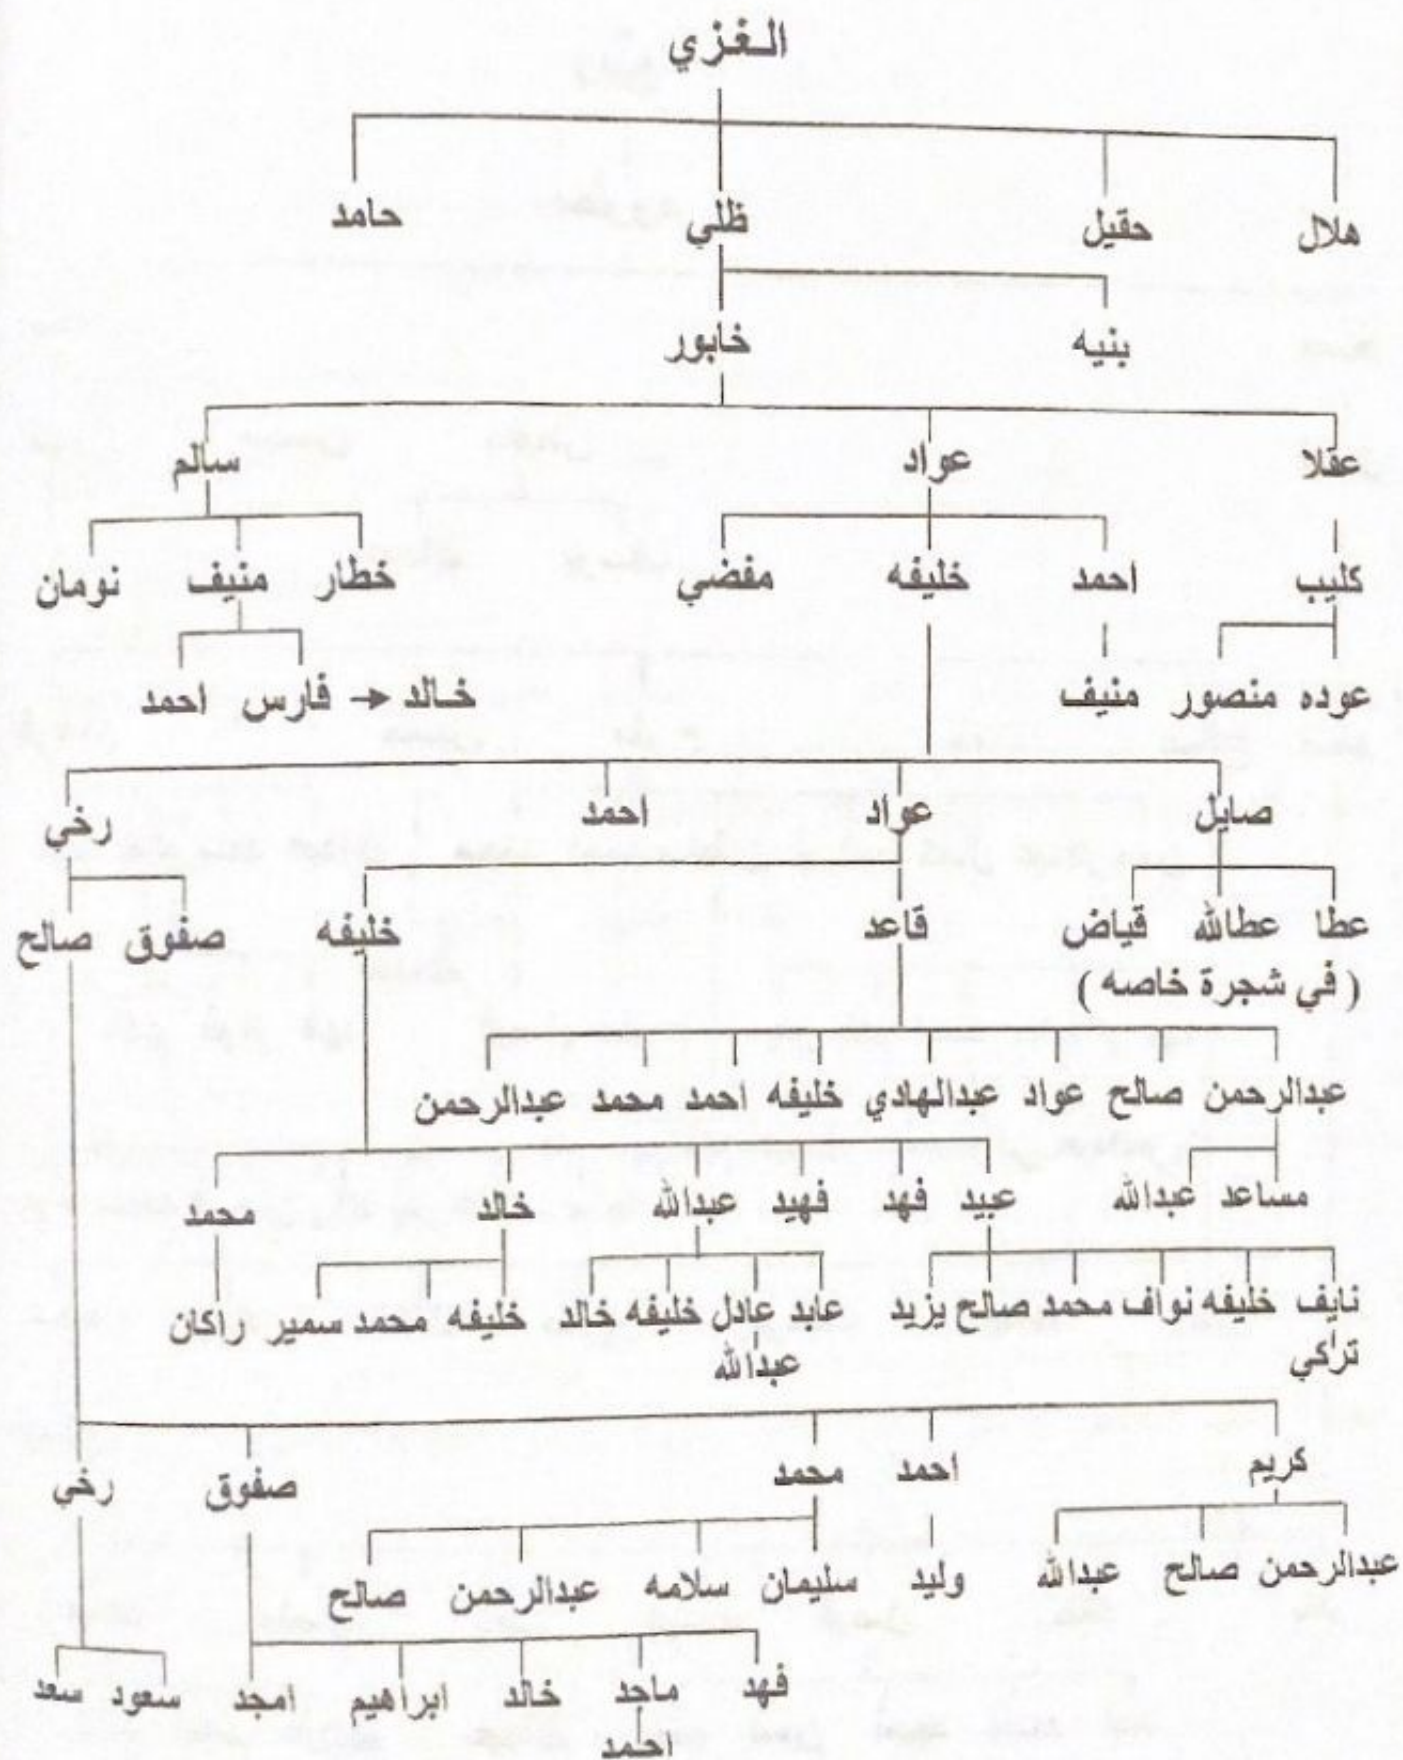 الغزي
هلال حقيل ظلي حامد
بنيه خابور
عقلا عواد سالم
كليب احمد خليفه مفضي خطار منيف نومان
عوده منصور منيف خالد → فارس احمد
صايل عواد احمد رخي
عطا عطالله قياض قاعد خليفه صفوق صالح
( في شجرة خاصه )
عبدالرحمن صالح عواد عبدالهادي خليفه احمد محمد عبدالرحمن
مساعد عبدالله عبيد فهد فهيد عبدالله خالد محمد
نايف خليفه نواف محمد صالح يزيد عابد عادل خليفه خالد خليفه محمد سمير راكان
تركي عبدالله
كريم احمد محمد صفوق رخي
عبدالرحمن صالح عبدالله وليد سليمان سلامه عبدالرحمن صالح
فهد ماجد خالد ابراهيم امجد سعود سعد
احمد